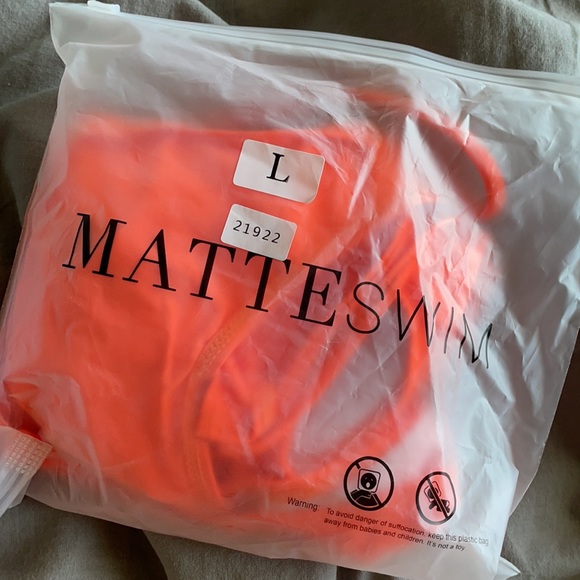 L
21922
MATTESWIM
Warning: To avoid danger of suffocation, keep this plastic bag
away from babies and children. It's not a toy